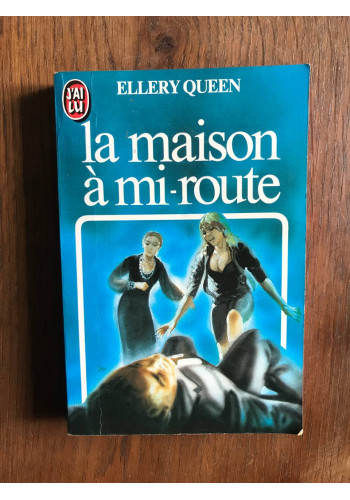 J'AI
LU
ELLERY QUEEN
la maison
à mi-route